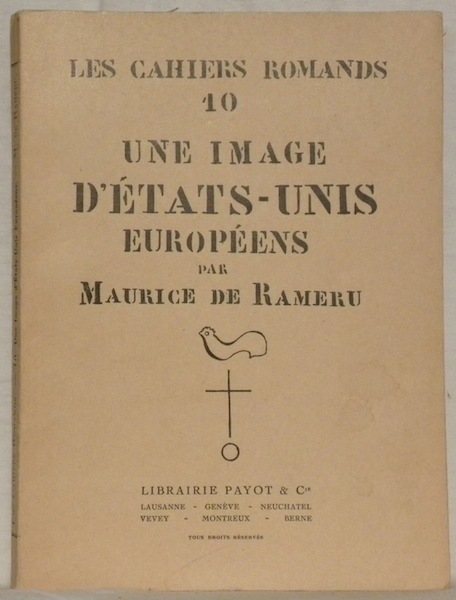 LES CAHIERS ROMANDS
10
UNE IMAGE
D'ÉTATS-UNIS
EUROPÉENS
PAR
MAURICE DE RAMERU
LIBRAIRIE PAYOT & Cie
LAUSANNE - GENÈVE - NEUCHATEL
VEVEY - MONTREUX - BERNE
TOUS DROITS RÉSERVÉS